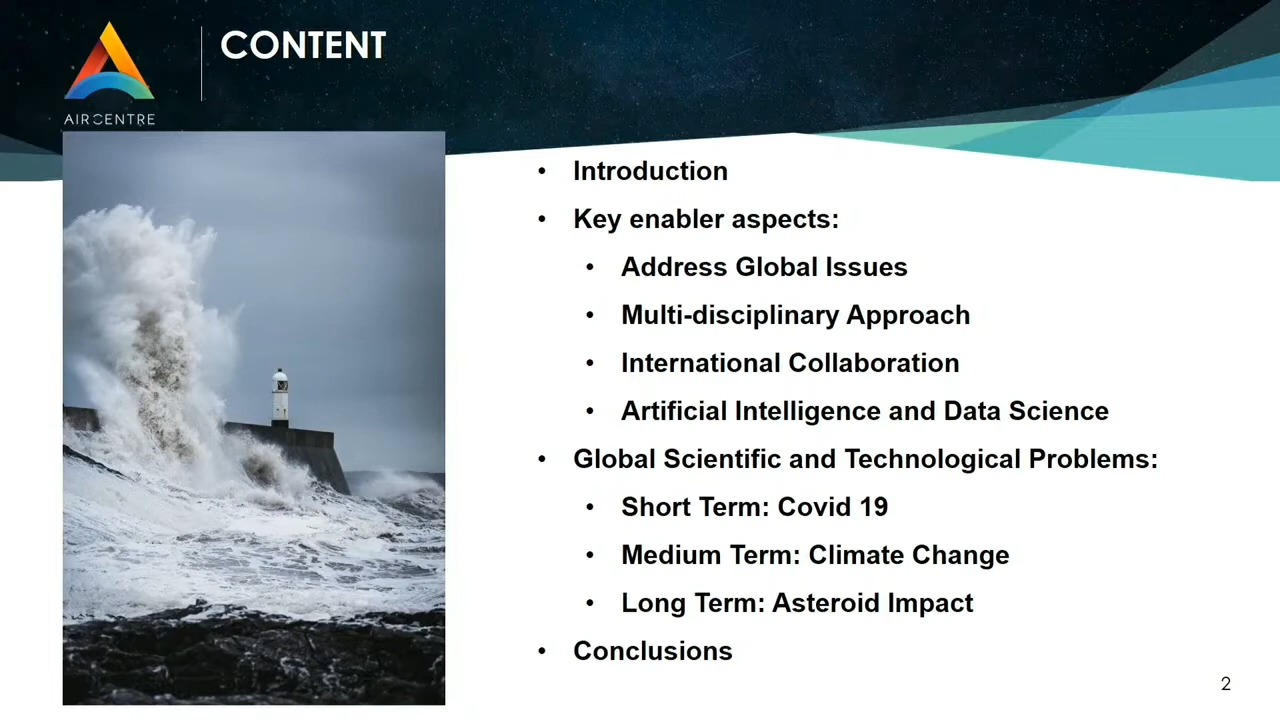 CONTENT
AIRCENTRE
• Introduction
• Key enabler aspects:
• Address Global Issues
• Multi-disciplinary Approach
• International Collaboration
• Artificial Intelligence and Data Science
• Global Scientific and Technological Problems:
• Short Term: Covid 19
• Medium Term: Climate Change
• Long Term: Asteroid Impact
• Conclusions
2